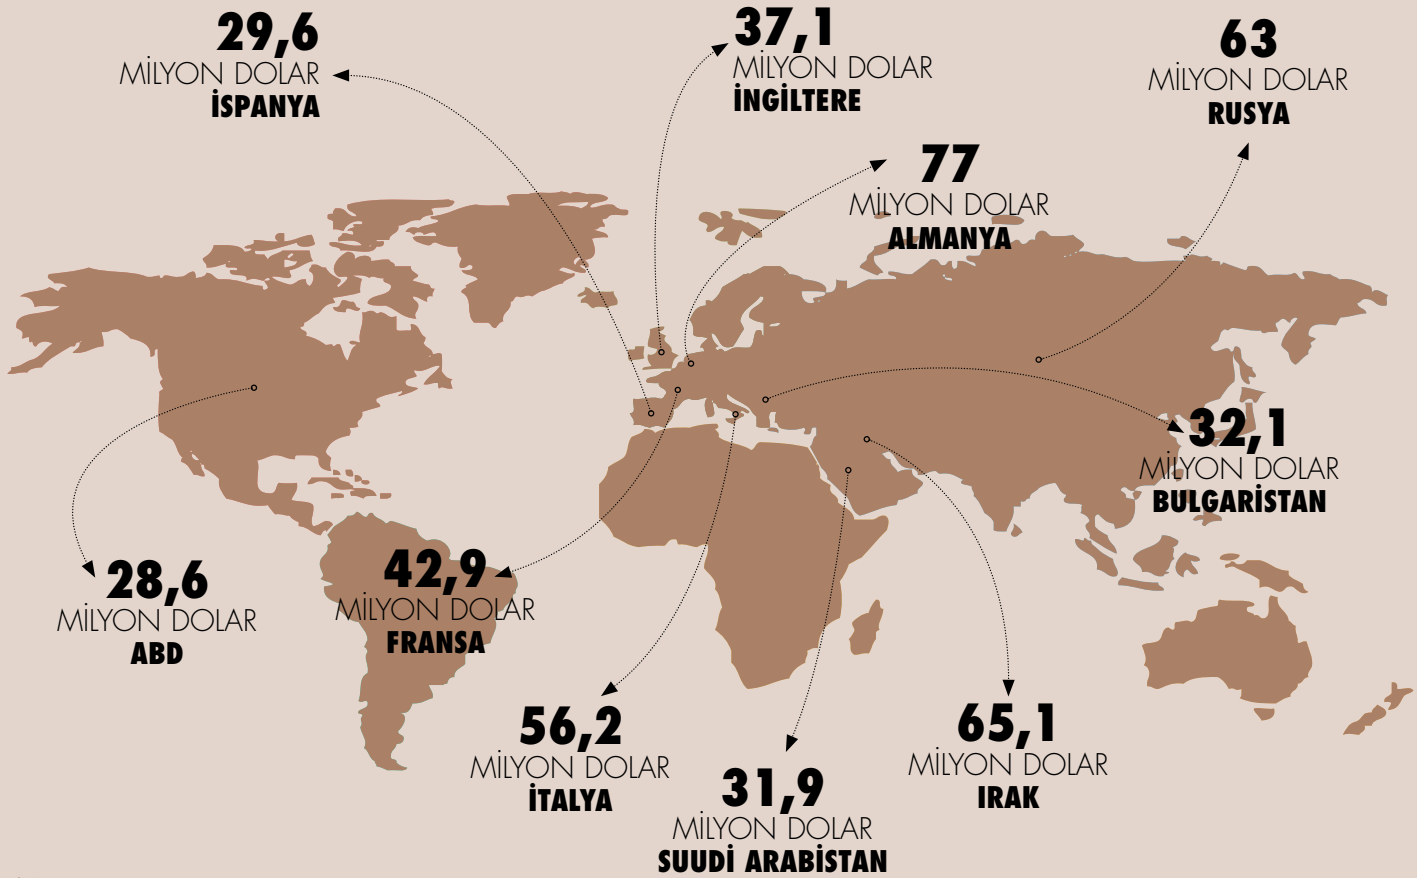 29,6
MİLYON DOLAR
İSPANYA
37,1
MİLYON DOLAR
İNGİLTERE
63
MİLYON DOLAR
RUSYA
77
MİLYON DOLAR
ALMANYA
32,1
MİLYON DOLAR
BULGARİSTAN
28,6
MİLYON DOLAR
ABD
42,9
MİLYON DOLAR
FRANSA
56,2
MİLYON DOLAR
İTALYA
31,9
MİLYON DOLAR
SUUDİ ARABİSTAN
65,1
MİLYON DOLAR
IRAK